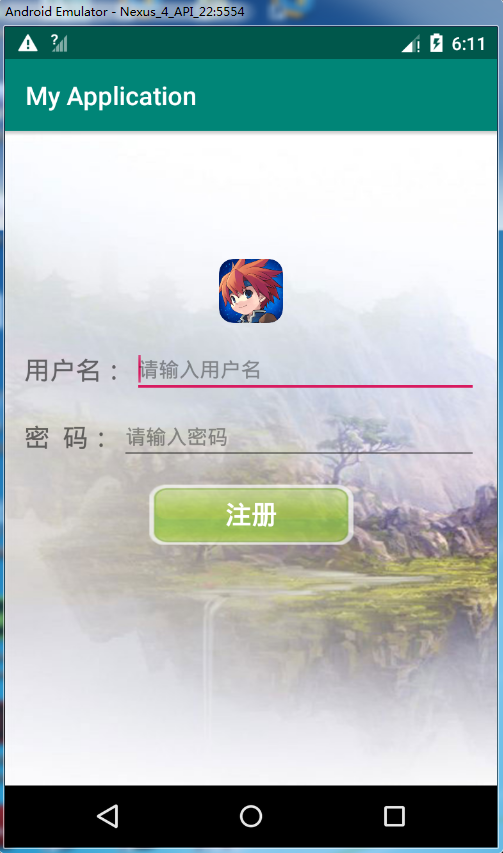 Android Emulator - Nexus_4_API_22:5554
6:11
My Application
用户名： 请输入用户名
密 码： 请输入密码
注册